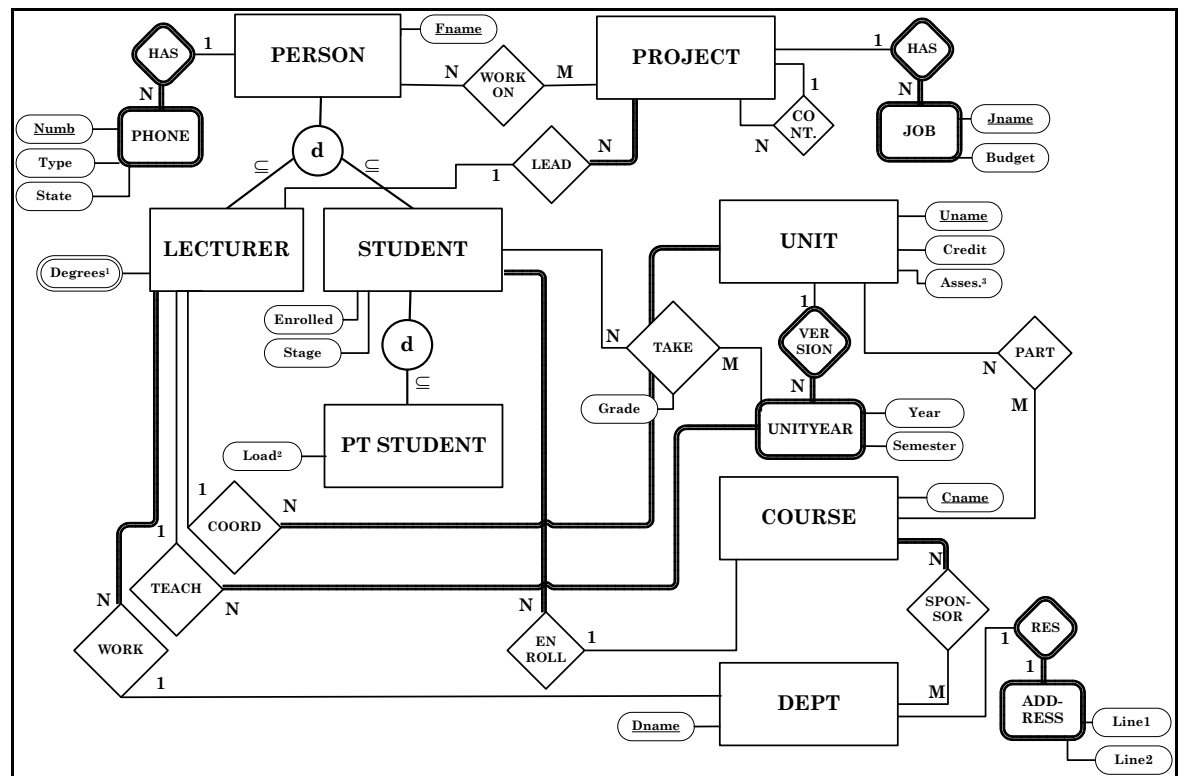 Fname
PERSON
PROJECT
HAS
1
N
WORK
ON
M
1
HAS
N
1
CO
NT.
N
Numb
PHONE
Type
State
JOB
Jname
Budget
d
⊆
⊆
LEAD
N
1
LECTURER
STUDENT
UNIT
Uname
Credit
Asses.³
Degrees¹
Enrolled
Stage
d
⊆
N
TAKE
M
Grade
1
VER
SION
N
N
PART
M
UNITYEAR
Year
Semester
PT STUDENT
Load²
1
COORD
N
COURSE
Cname
1
TEACH
N
N
WORK
1
N
EN
ROLL
1
N
SPON-
SOR
M
RES
1
1
DEPT
Dname
ADD-
RESS
Line1
Line2